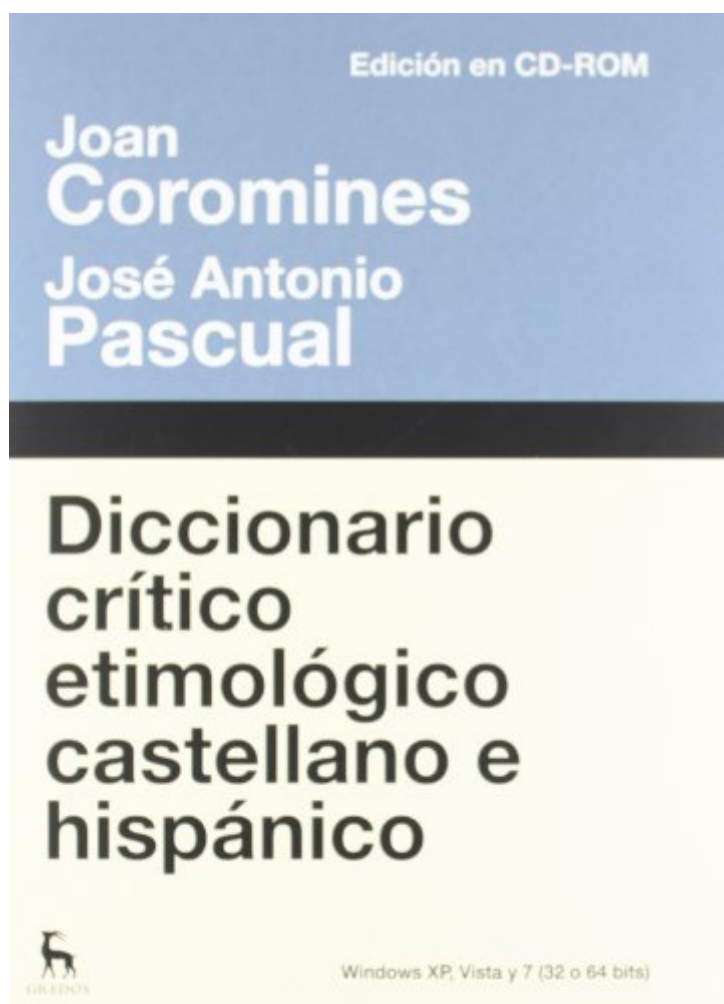 Edición en CD-ROM
Joan
Coromines
José Antonio
Pascual
Diccionario
crítico
etimológico
castellano e
hispánico
GREDOS
Windows XP, Vista y 7 (32 o 64 bits)